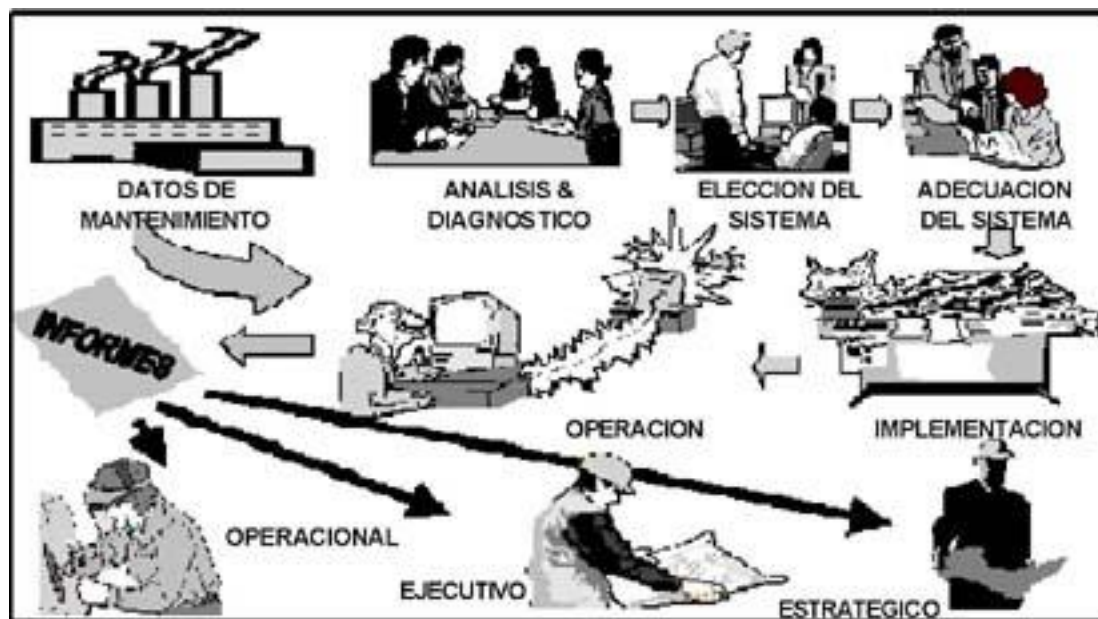 DATOS DE
MANTENIMIENTO
ANALISIS &
DIAGNOSTICO
ELECCION DEL
SISTEMA
ADECUACION
DEL SISTEMA
INFORMES
OPERACION
IMPLEMENTACION
OPERACIONAL
EJECUTIVO
ESTRATEGICO